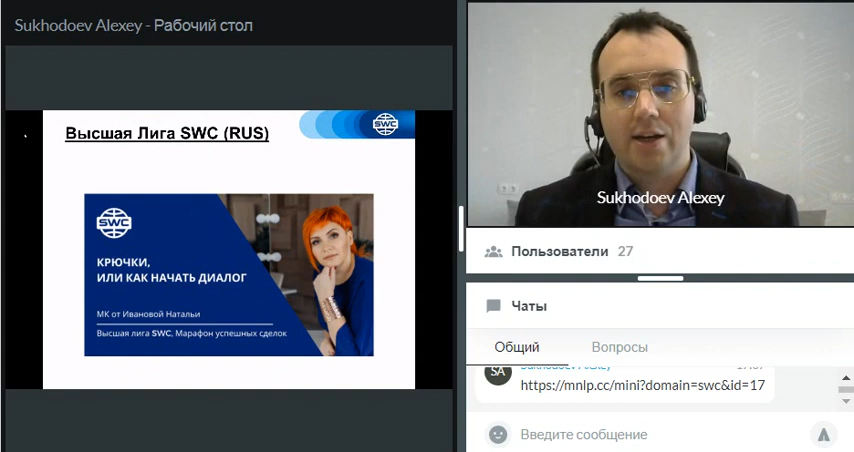 Sukhodoev Alexey - Рабочий стол
Высшая Лига SWC (RUS)
SWC
SWC
КРЮЧКИ,
ИЛИ КАК НАЧАТЬ ДИАЛОГ
МК от Ивановой Натальи
Высшая лига SWC, Марафон успешных сделок
Sukhodoev Alexey
Пользователи 27
Чаты
Общий Вопросы
SA
https://mnlp.cc/mini?domain=swc&id=17
Введите сообщение